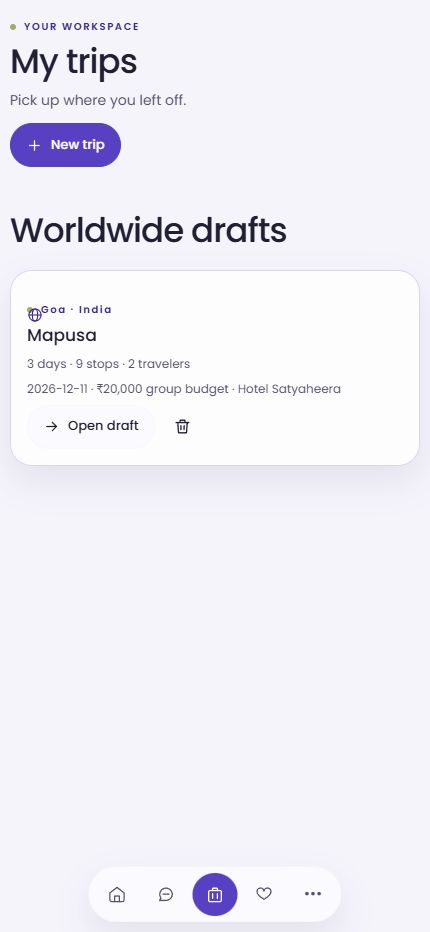 YOUR WORKSPACE
My trips
Pick up where you left off.
New trip
Worldwide drafts
Goa · India
Mapusa
3 days · 9 stops · 2 travelers
2026-12-11 · ₹20,000 group budget · Hotel Satyaheera
Open draft